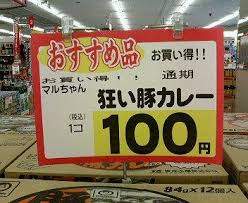 おすすめ品
お買い得!!
お買い得! 通期
マルちゃん
狂い豚カレー
(税込)
1コ
100円
84g×12個入